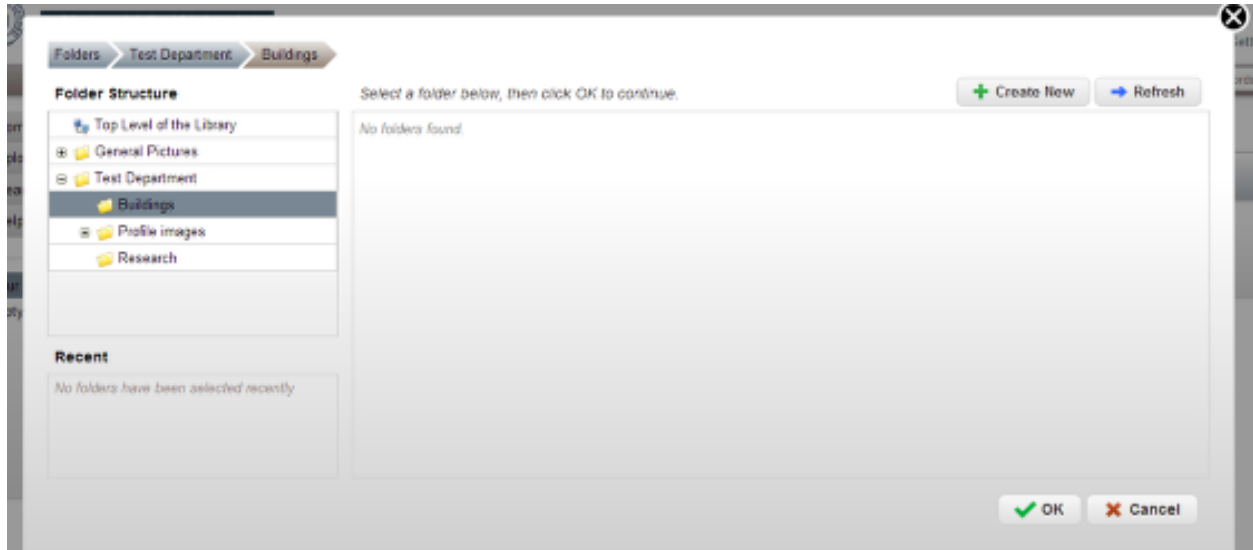 Folders Test Department Buildings
Folder Structure
Select a folder below, then click OK to continue.
Create New
Refresh
Top Level of the Library
General Pictures
Test Department
Buildings
Profile images
Research
No folders found.
Recent
No folders have been selected recently
OK
Cancel